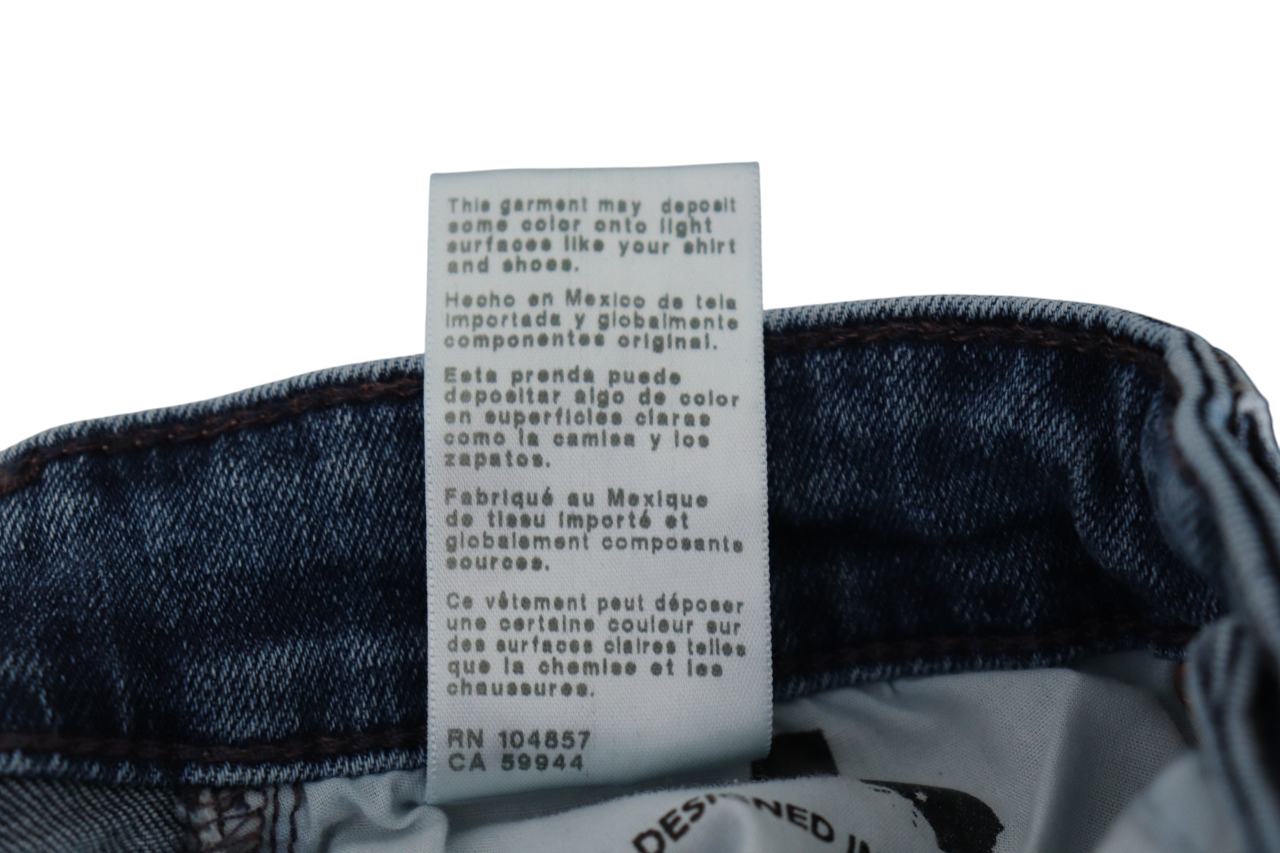 This garment may deposit
some color onto light
surfaces like your shirt
and shoes.
Hecho en Mexico de tela
importada y globalmente
componentes original.
Esta prenda puede
depositar algo de color
en superficies claras
como la camisa y los
zapatos.
Fabriqué au Mexique
de tissu importé et
globalement composants
sources.
Ce vêtement peut déposer
une certaine couleur sur
des surfaces claires telles
que la chemise et les
chaussures.
RN 104857
CA 59944
DESIGNED IN